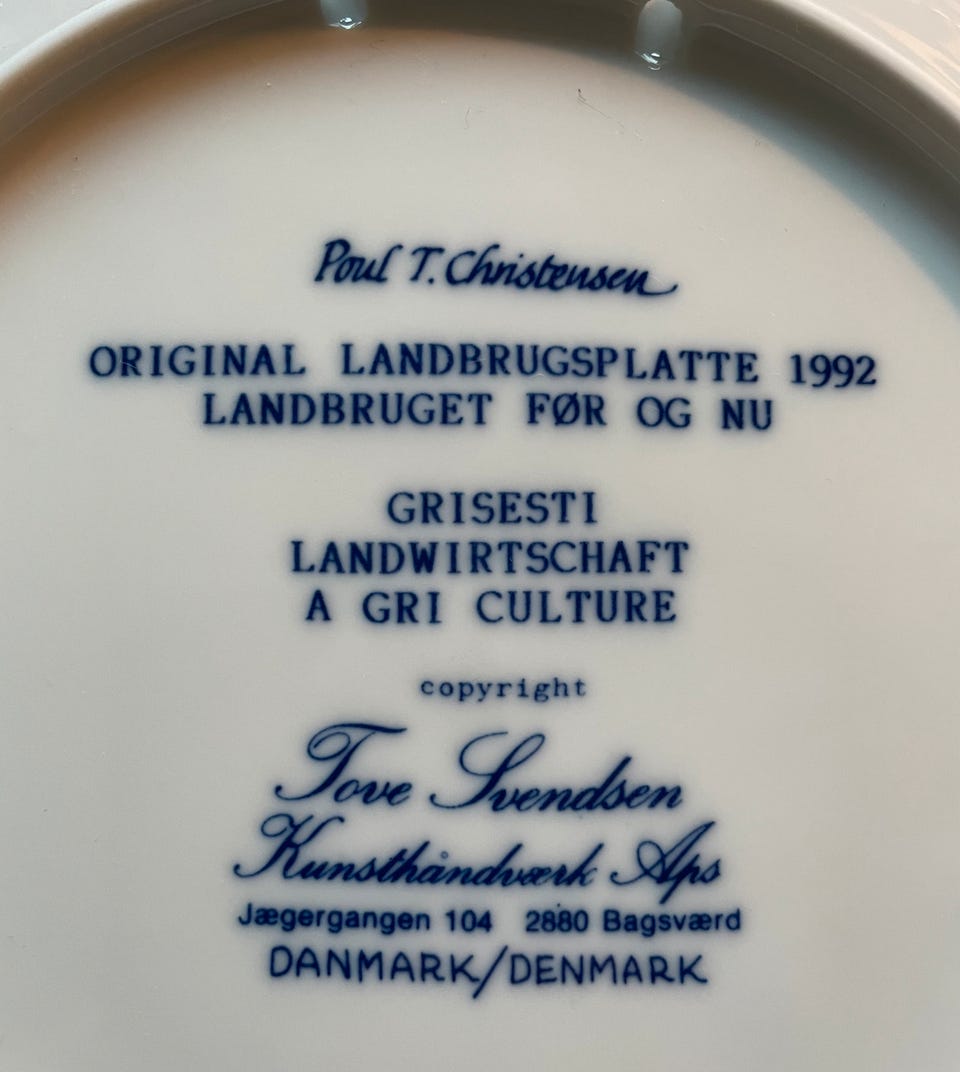 Poul T. Christensen
ORIGINAL LANDBRUGSPLATTE 1992
LANDBRUGET FØR OG NU
GRISESTI
LANDWIRTSCHAFT
A GRI CULTURE
copyright
Tove Svendsen
Kunsthåndværk Aps
Jægergangen 104 2880 Bagsværd
DANMARK/DENMARK